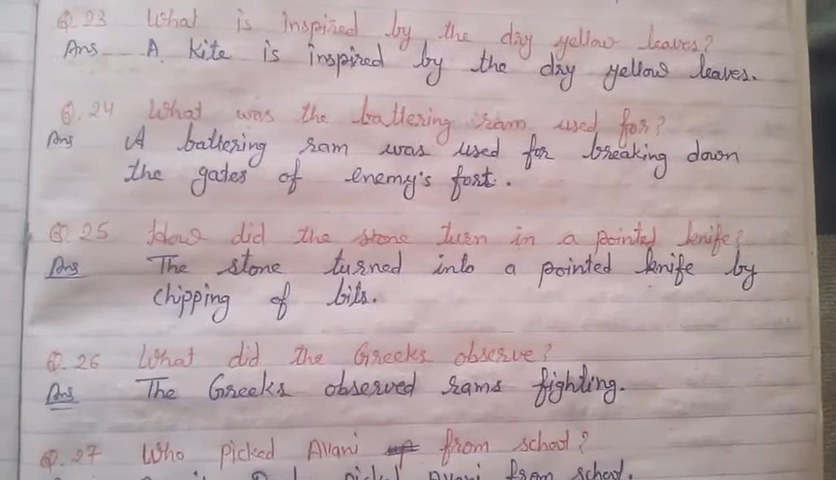 Q.23 What is inspired by the dry yellow leaves?
Ans A kite is inspired by the dry yellow leaves.
Q.24 What was the battering ram used for?
Ans A battering ram was used for breaking down
the gates of enemy's fort.
Q.25 How did the stone turn in a pointed knife?
Ans The stone turned into a pointed knife by
chipping of bits.
Q.26 What did the Greeks observe?
Ans The Greeks observed rams fighting.
Q.27 Who picked Avani from school?
picked Avani from school.